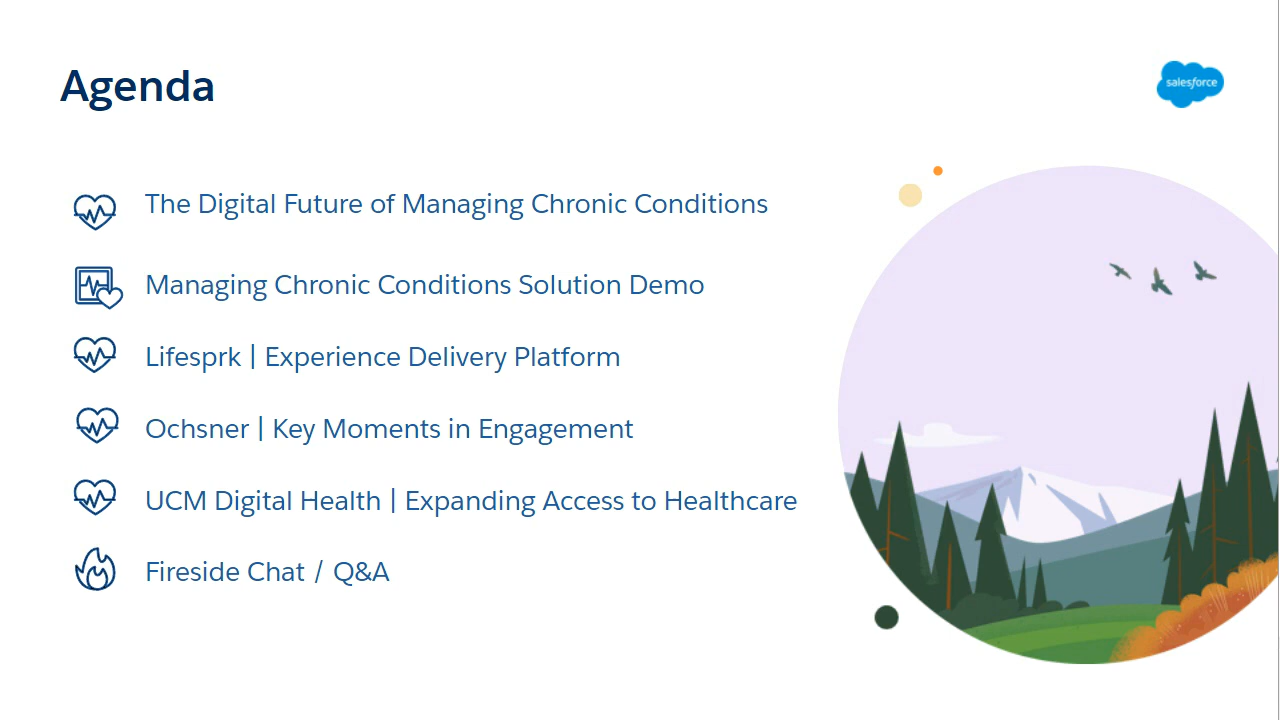 Agenda
salesforce
The Digital Future of Managing Chronic Conditions
Managing Chronic Conditions Solution Demo
Lifesprk | Experience Delivery Platform
Ochsner | Key Moments in Engagement
UCM Digital Health | Expanding Access to Healthcare
Fireside Chat / Q&A